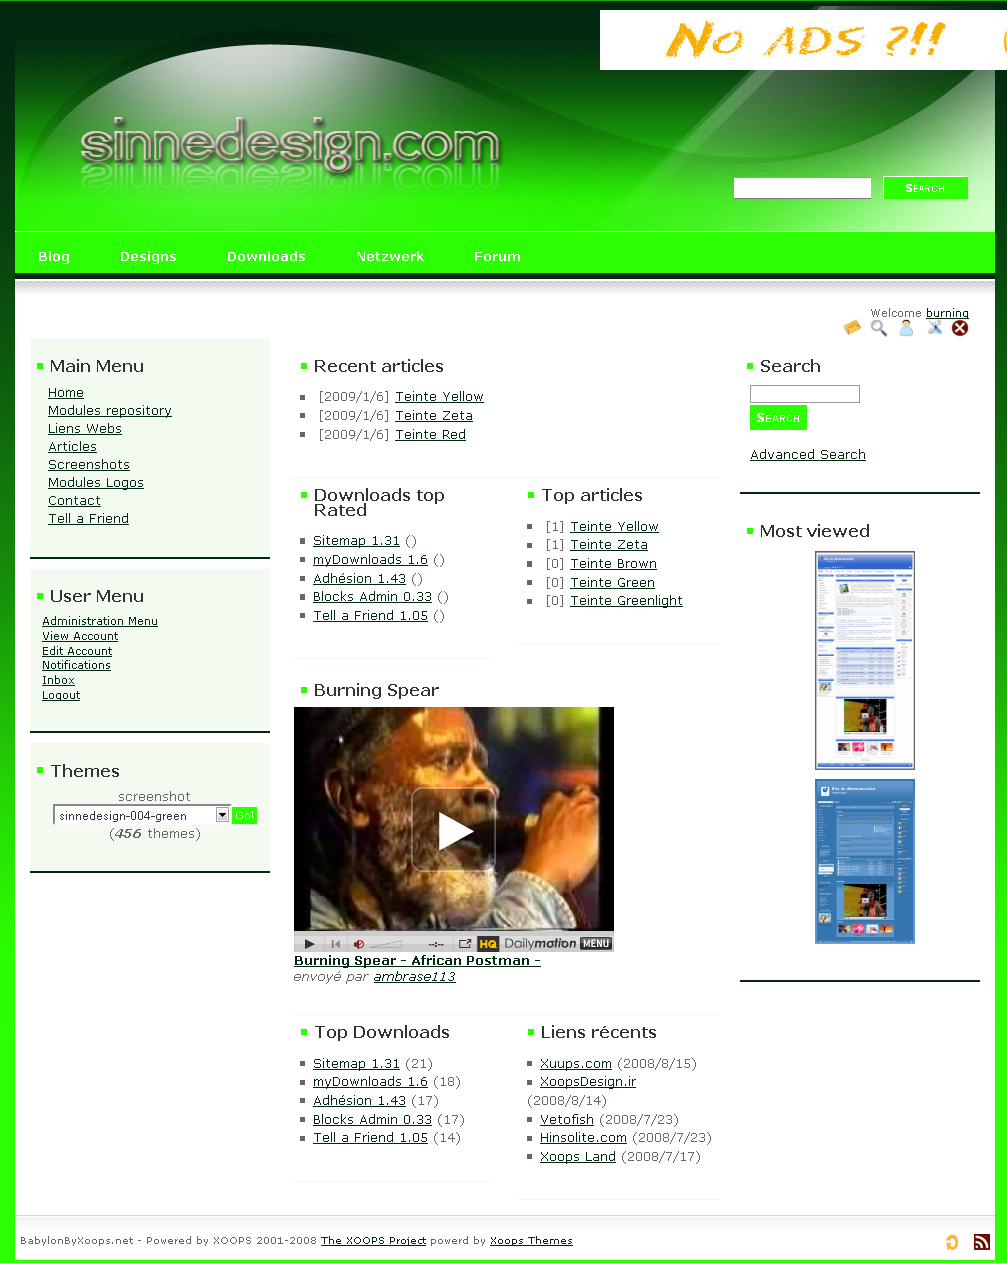 No ADS ?!!
sinnedesign.com
Search
Blog Designs Downloads Netzwerk Forum
Welcome burning
Main Menu
Home
Modules repository
Liens Webs
Articles
Screenshots
Modules Logos
Contact
Tell a Friend
User Menu
Administration Menu
View Account
Edit Account
Notifications
Inbox
Logout
Themes
screenshot
sinnedesign-004-green Go!
(456 themes)
Recent articles
[2009/1/6] Teinte Yellow
[2009/1/6] Teinte Zeta
[2009/1/6] Teinte Red
Downloads top
Rated
Sitemap 1.31 ()
myDownloads 1.6 ()
Adhésion 1.43 ()
Blocks Admin 0.33 ()
Tell a Friend 1.05 ()
Top articles
[1] Teinte Yellow
[1] Teinte Zeta
[0] Teinte Brown
[0] Teinte Green
[0] Teinte Greenlight
Burning Spear
--:-- HQ Dailymotion MENU
Burning Spear - African Postman -
envoyé par ambrase113
Top Downloads
Sitemap 1.31 (21)
myDownloads 1.6 (18)
Adhésion 1.43 (17)
Blocks Admin 0.33 (17)
Tell a Friend 1.05 (14)
Liens récents
Xuups.com (2008/8/15)
XoopsDesign.ir
(2008/8/14)
Vetofish (2008/7/23)
Hinsolite.com (2008/7/23)
Xoops Land (2008/7/17)
Search
Search
Advanced Search
Most viewed
Site de démonstration
BabylonByXoops.net - Powered by XOOPS 2001-2008 The XOOPS Project powerd by Xoops Themes